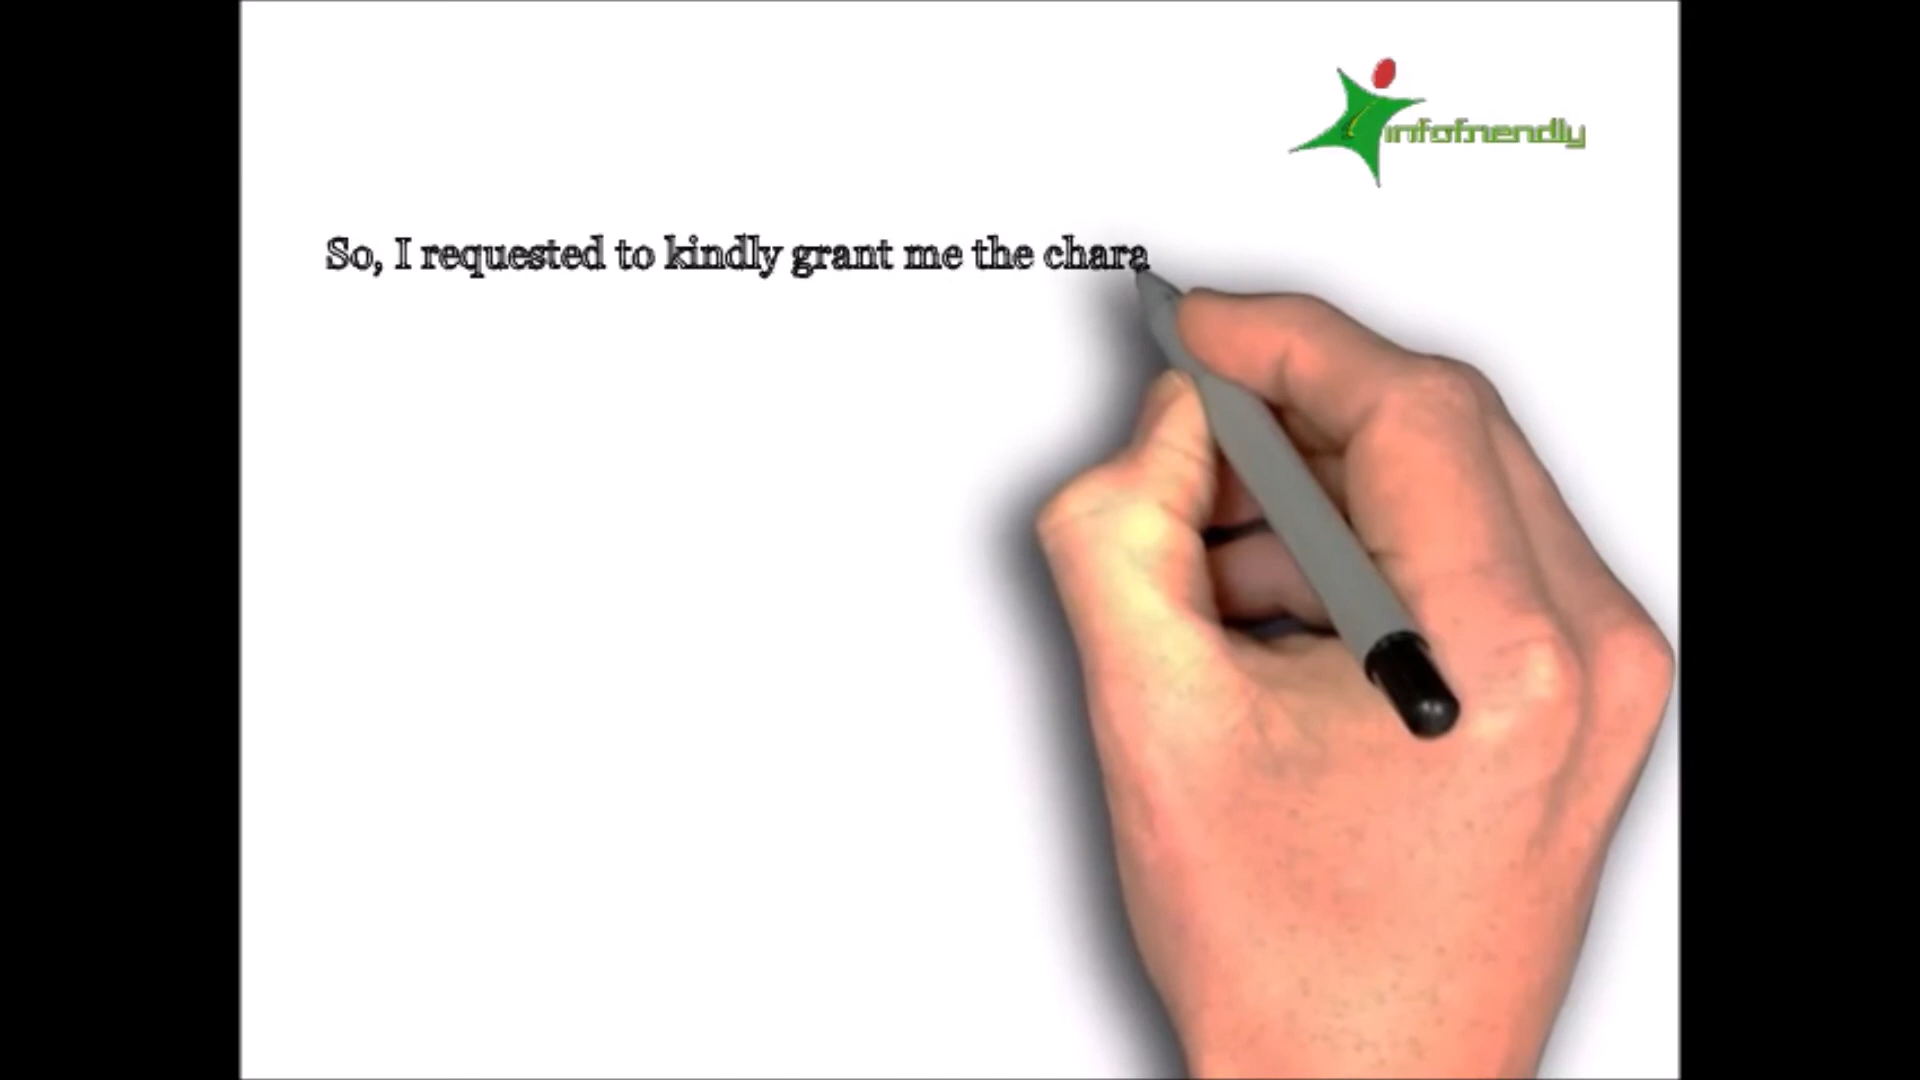 infofriendly
So, I requested to kindly grant me the chara